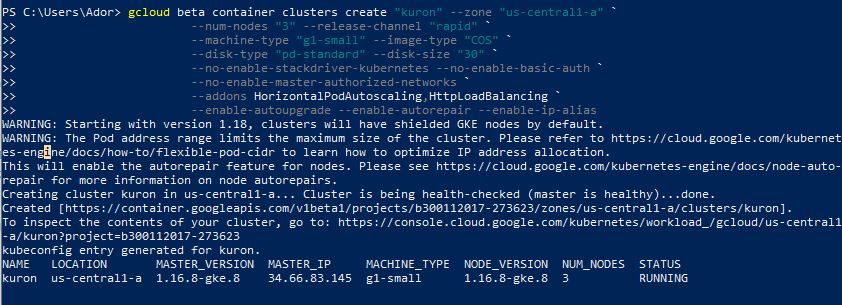 PS C:\Users\Ador> gcloud beta container clusters create "kuron" --zone "us-central1-a" `
>>                 --num-nodes "3" --release-channel "rapid" `
>>                 --machine-type "g1-small" --image-type "COS" `
>>                 --disk-type "pd-standard" --disk-size "30" `
>>                 --no-enable-stackdriver-kubernetes --no-enable-basic-auth `
>>                 --no-enable-master-authorized-networks `
>>                 --addons HorizontalPodAutoscaling,HttpLoadBalancing `
>>                 --enable-autoupgrade --enable-autorepair --enable-ip-alias
WARNING: Starting with version 1.18, clusters will have shielded GKE nodes by default.
WARNING: The Pod address range limits the maximum size of the cluster. Please refer to https://cloud.google.com/kubernet
es-engine/docs/how-to/flexible-pod-cidr to learn how to optimize IP address allocation.
This will enable the autorepair feature for nodes. Please see https://cloud.google.com/kubernetes-engine/docs/node-auto-
repair for more information on node autorepairs.
Creating cluster kuron in us-central1-a... Cluster is being health-checked (master is healthy)...done.
Created [https://container.googleapis.com/v1beta1/projects/b300112017-273623/zones/us-central1-a/clusters/kuron].
To inspect the contents of your cluster, go to: https://console.cloud.google.com/kubernetes/workload_/gcloud/us-central1
-a/kuron?project=b300112017-273623
kubeconfig entry generated for kuron.
NAME   LOCATION       MASTER_VERSION  MASTER_IP      MACHINE_TYPE  NODE_VERSION  NUM_NODES  STATUS
kuron  us-central1-a  1.16.8-gke.8    34.66.83.145   g1-small      1.16.8-gke.8  3          RUNNING